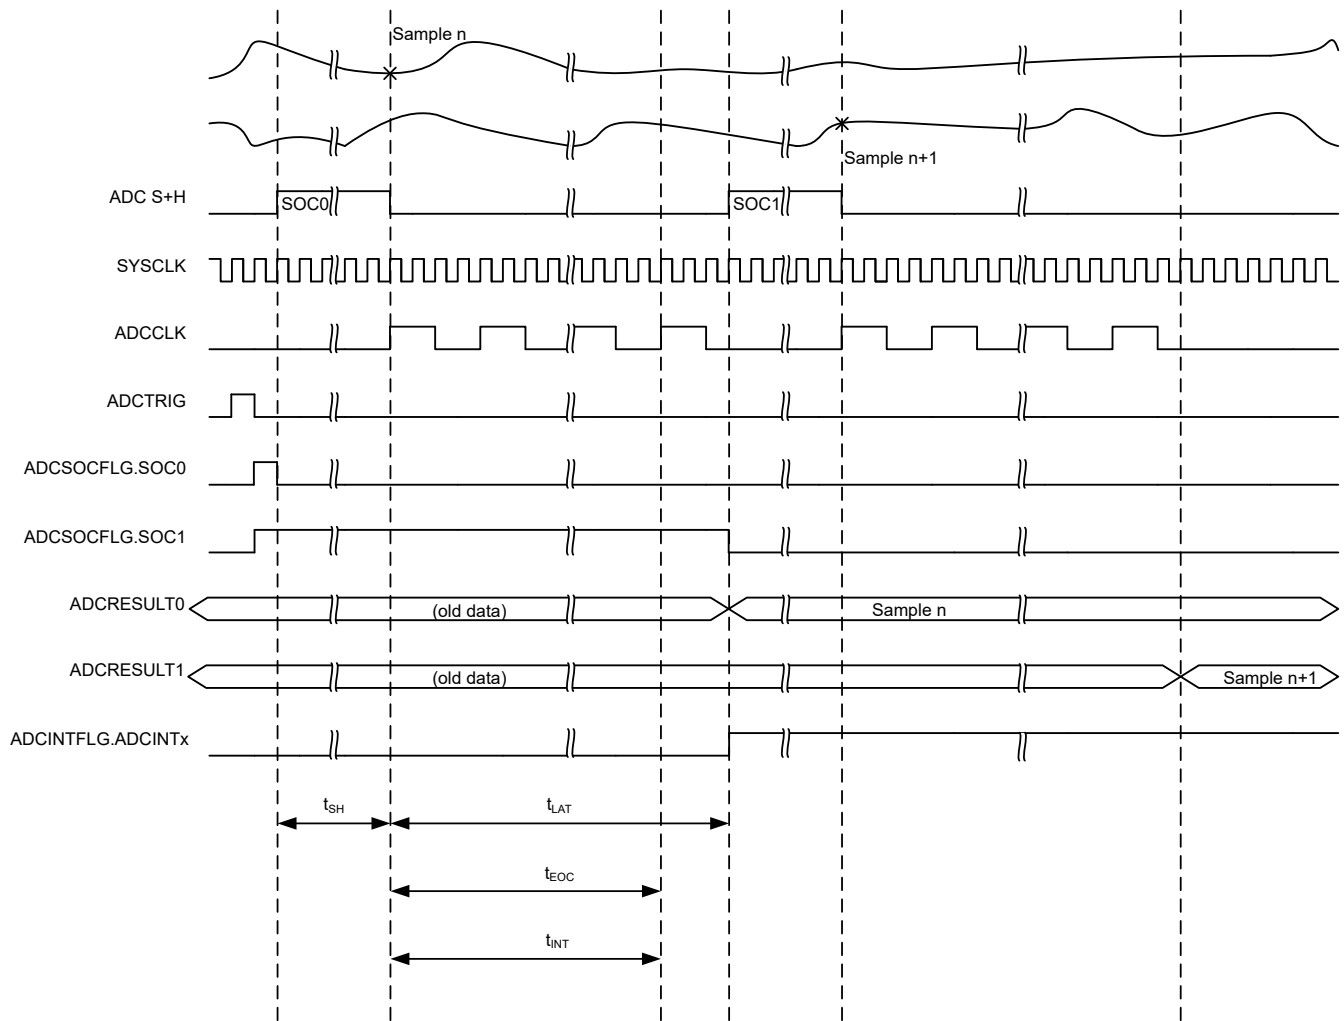 Sample n
Sample n+1
ADC S+H
SOC0
SOC1
SYSCLK
ADCCLK
ADCTRIG
ADCSOCFLG.SOC0
ADCSOCFLG.SOC1
ADCRESULT0
(old data)
Sample n
ADCRESULT1
(old data)
Sample n+1
ADCINTFLG.ADCINTx
tSH
tLAT
tEOC
tINT